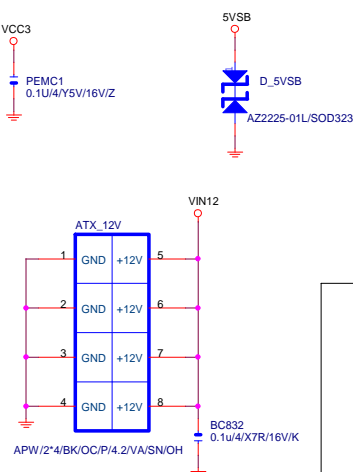 VCC3
PEMC1
0.1U/4/Y5V/16V/Z
5VSB
D_5VSB
AZ2225-01L/SOD323
VIN12
ATX_12V
1 GND +12V 5
2 GND +12V 6
3 GND +12V 7
4 GND +12V 8
APW/2*4/BK/OC/P/4.2/VA/SN/OH
BC832
0.1u/4/X7R/16V/K